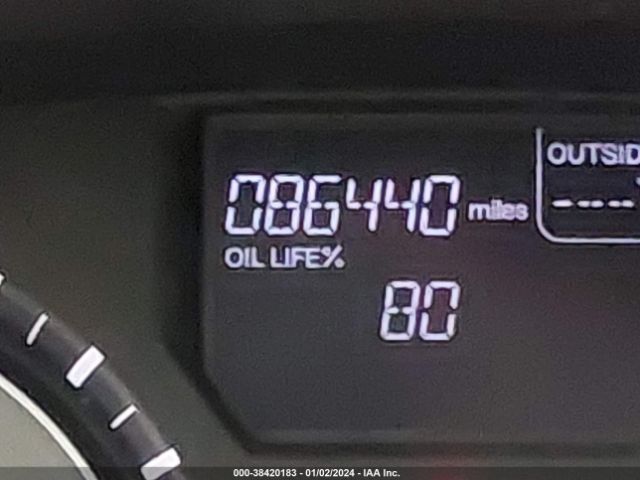 OUTSID
086440 miles
----
OIL LIFE%
80
000-38420183 - 01/02/2024 - IAA Inc.